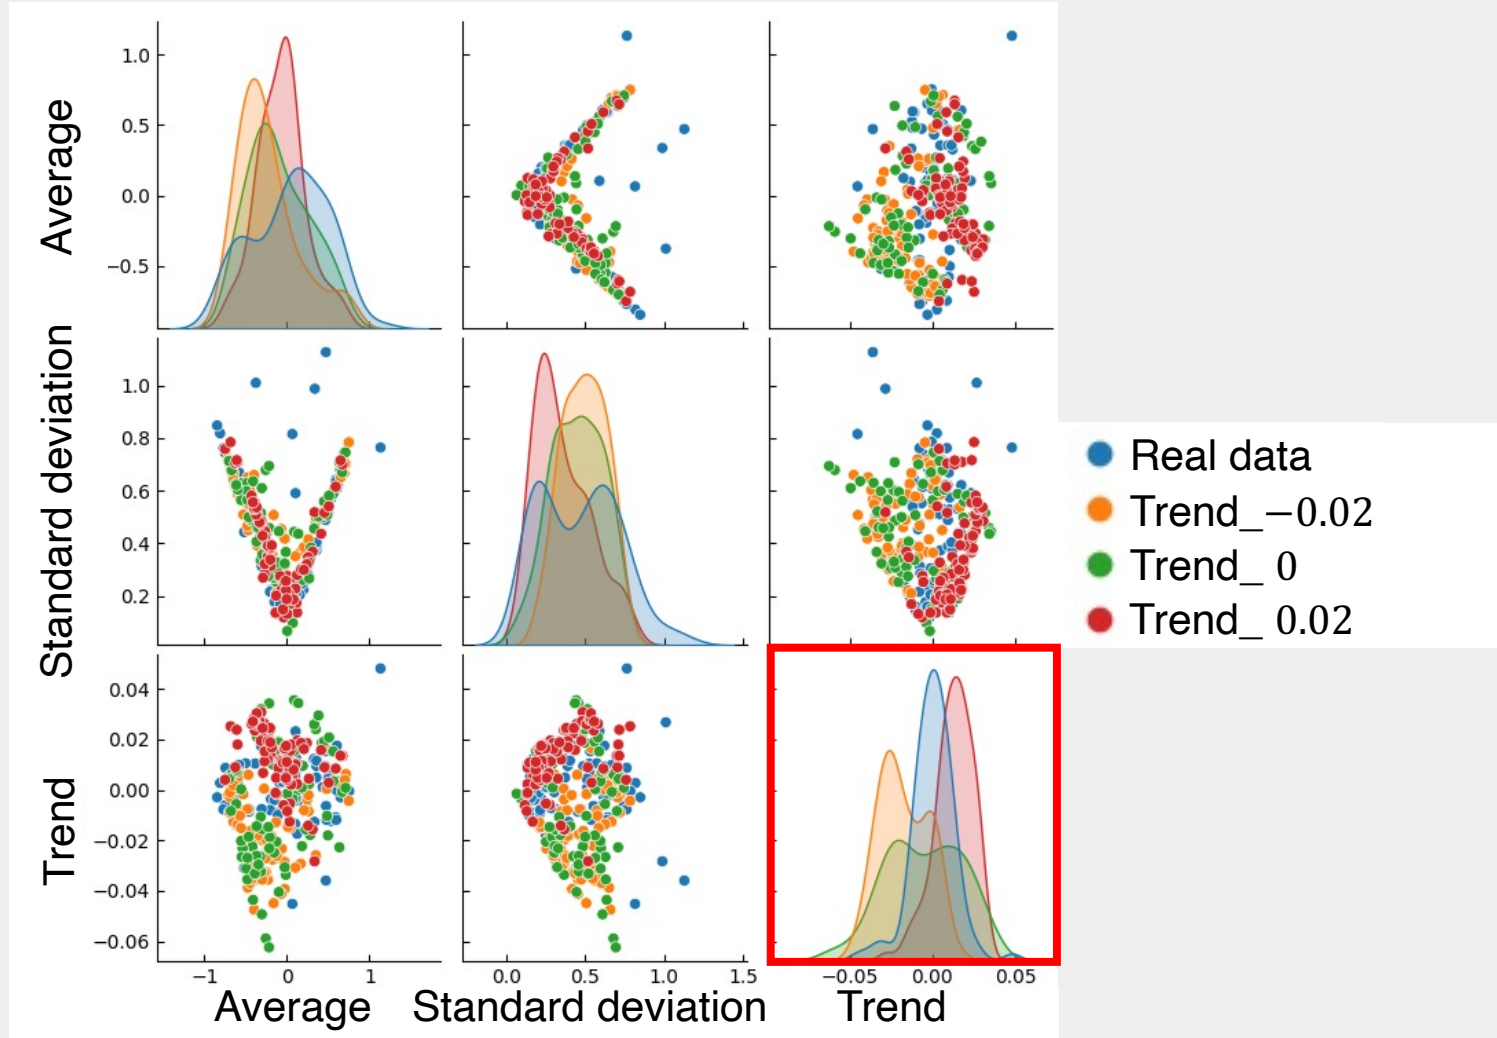 Average
1.0
0.5
0.0
−0.5
Standard deviation
1.0
0.8
0.6
0.4
0.2
Real data
Trend_−0.02
Trend_ 0
Trend_ 0.02
Trend
0.04
0.02
0.00
−0.02
−0.04
−0.06
−1 0 1
0.0 0.5 1.0 1.5
−0.05 0.00 0.05
Average Standard deviation Trend